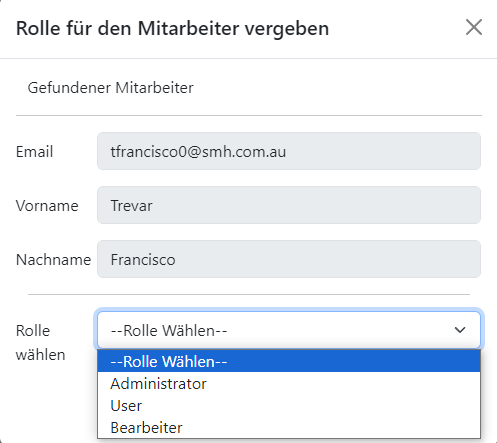 Rolle für den Mitarbeiter vergeben
Gefundener Mitarbeiter
Email tfrancisco0@smh.com.au
Vorname Trevar
Nachname Francisco
Rolle wählen --Rolle Wählen--
--Rolle Wählen--
Administrator
User
Bearbeiter